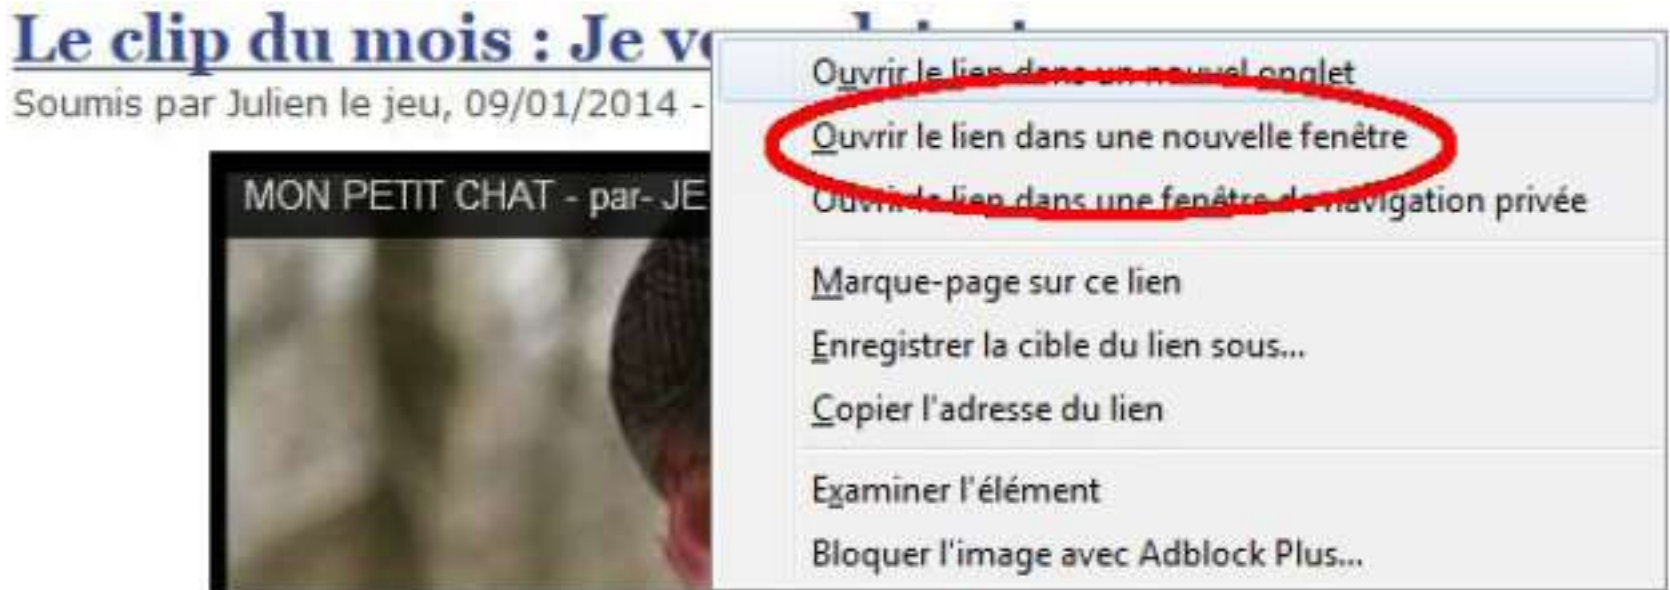 Le clip du mois : Je
Soumis par Julien le jeu, 09/01/2014 -
MON PETIT CHAT - par- JE
Ouvrir le lien dans un nouvel onglet
Ouvrir le lien dans une nouvelle fenêtre
Ouvrir le lien dans une fenêtre de navigation privée
Marque-page sur ce lien
Enregistrer la cible du lien sous...
Copier l'adresse du lien
Examiner l'élément
Bloquer l'image avec Adblock Plus...